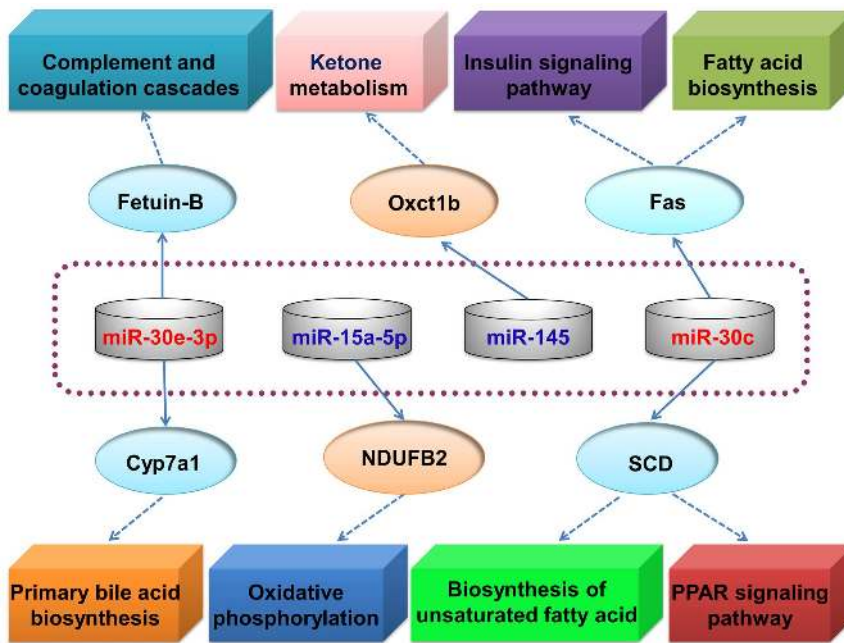 Complement and
coagulation cascades
Ketone
metabolism
Insulin signaling
pathway
Fatty acid
biosynthesis
Fetuin-B
Oxct1b
Fas
miR-30e-3p
miR-15a-5p
miR-145
miR-30c
Cyp7a1
NDUFB2
SCD
Primary bile acid
biosynthesis
Oxidative
phosphorylation
Biosynthesis of
unsaturated fatty acid
PPAR signaling
pathway